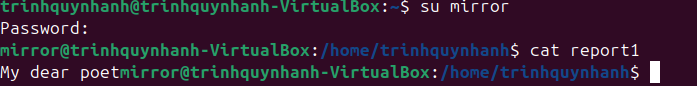 trinhquynhanh@trinhquynhanh-VirtualBox:~$ su mirror
Password:
mirror@trinhquynhanh-VirtualBox:/home/trinhquynhanh$ cat report1
My dear poetmirror@trinhquynhanh-VirtualBox:/home/trinhquynhanh$